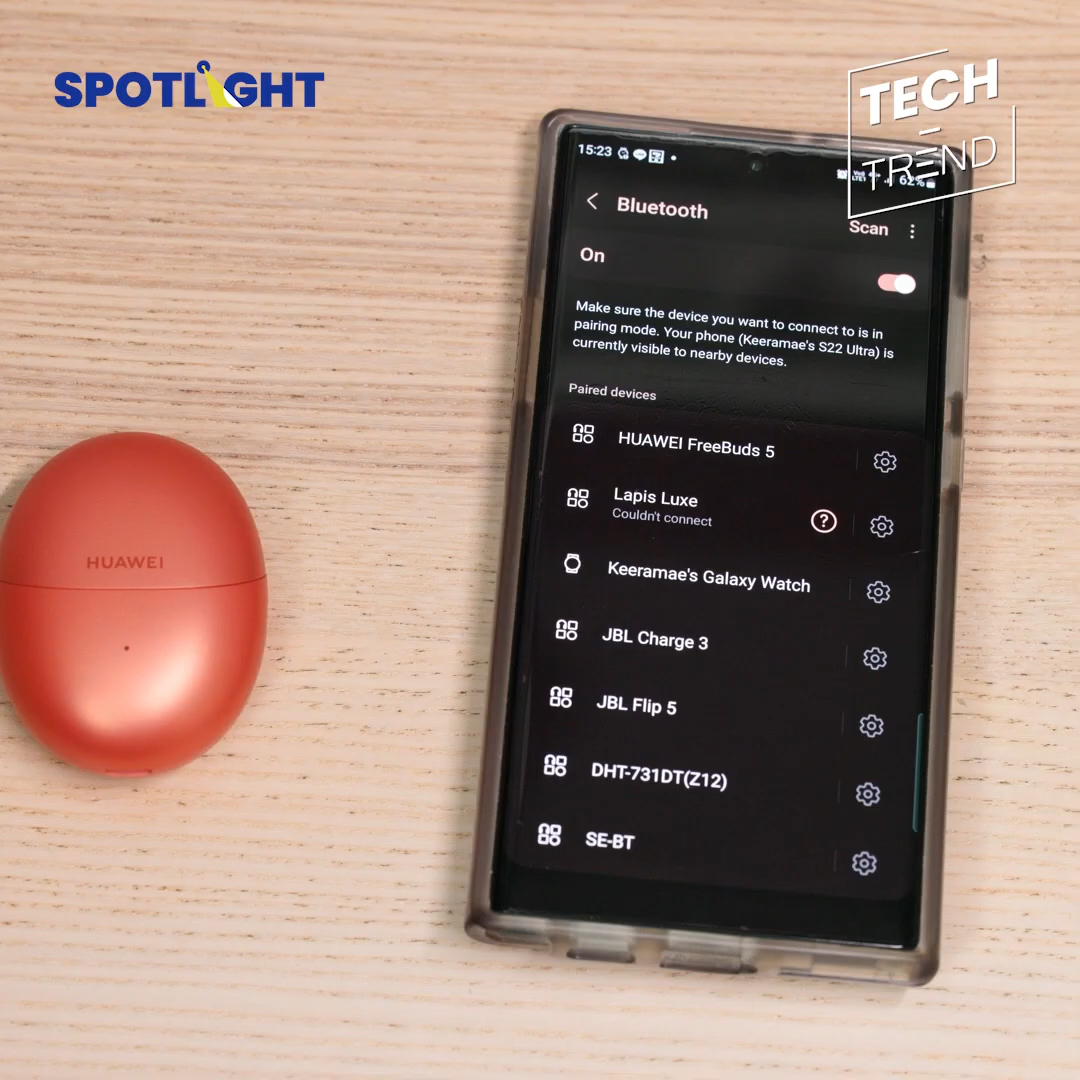 SPOTLIGHT
TECH
TREND
15:23
62%
Bluetooth
Scan
On
Make sure the device you want to connect to is in
pairing mode. Your phone (Keeramae's S22 Ultra) is
currently visible to nearby devices.
Paired devices
HUAWEI FreeBuds 5
Lapis Luxe
Couldn't connect
?
Keeramae's Galaxy Watch
JBL Charge 3
JBL Flip 5
DHT-731DT(Z12)
SE-BT
HUAWEI